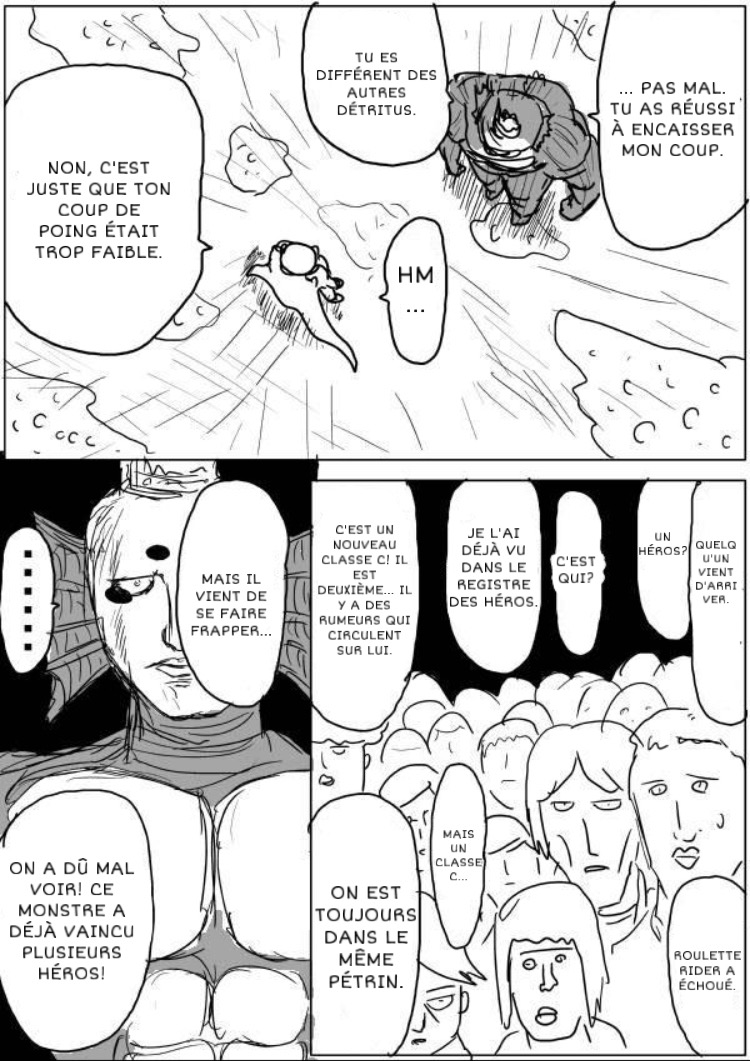 ... PAS MAL.
TU AS RÉUSSI
À ENCAISSER
MON COUP.
TU ES
DIFFÉRENT DES
AUTRES
DÉTRITUS.
HM
...
NON, C'EST
JUSTE QUE TON
COUP DE
POING ÉTAIT
TROP FAIBLE.
QUELQ
U'UN
VIENT
D'ARRI
VER.
UN
HÉROS?
C'EST
QUI?
JE L'AI
DÉJÀ VU
DANS LE
REGISTRE
DES HÉROS.
C'EST UN
NOUVEAU
CLASSE C! IL
EST
DEUXIÈME... IL
Y A DES
RUMEURS QUI
CIRCULENT
SUR LUI.
ROULETTE
RIDER A
ÉCHOUÉ.
MAIS
UN
CLASSE
C...
ON EST
TOUJOURS
DANS LE
MÊME
PÉTRIN.
MAIS IL
VIENT DE
SE FAIRE
FRAPPER...
......
ON A DÛ MAL
VOIR! CE
MONSTRE A
DÉJÀ VAINCU
PLUSIEURS
HÉROS!